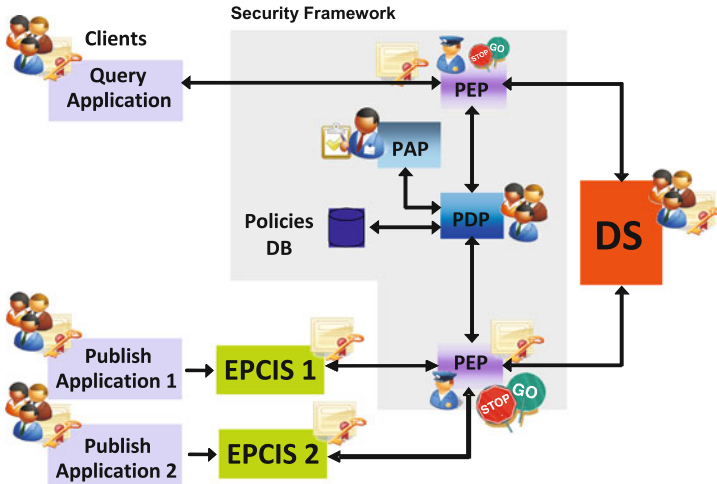 Security Framework
Clients
Query
Application
STOP
GO
PEP
PAP
Policies
DB
PDP
DS
Publish
Application 1
EPCIS 1
PEP
STOP
GO
Publish
Application 2
EPCIS 2